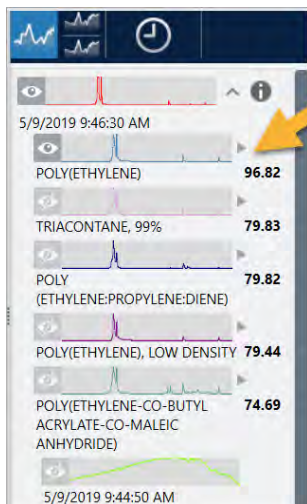 5/9/2019 9:46:30 AM
POLY(ETHYLENE) 96.82
TRIACONTANE, 99% 79.83
POLY 79.82
(ETHYLENE:PROPYLENE:DIENE)
POLY(ETHYLENE), LOW DENSITY 79.44
POLY(ETHYLENE-CO-BUTYL 74.69
ACRYLATE-CO-MALEIC
ANHYDRIDE)
5/9/2019 9:44:50 AM